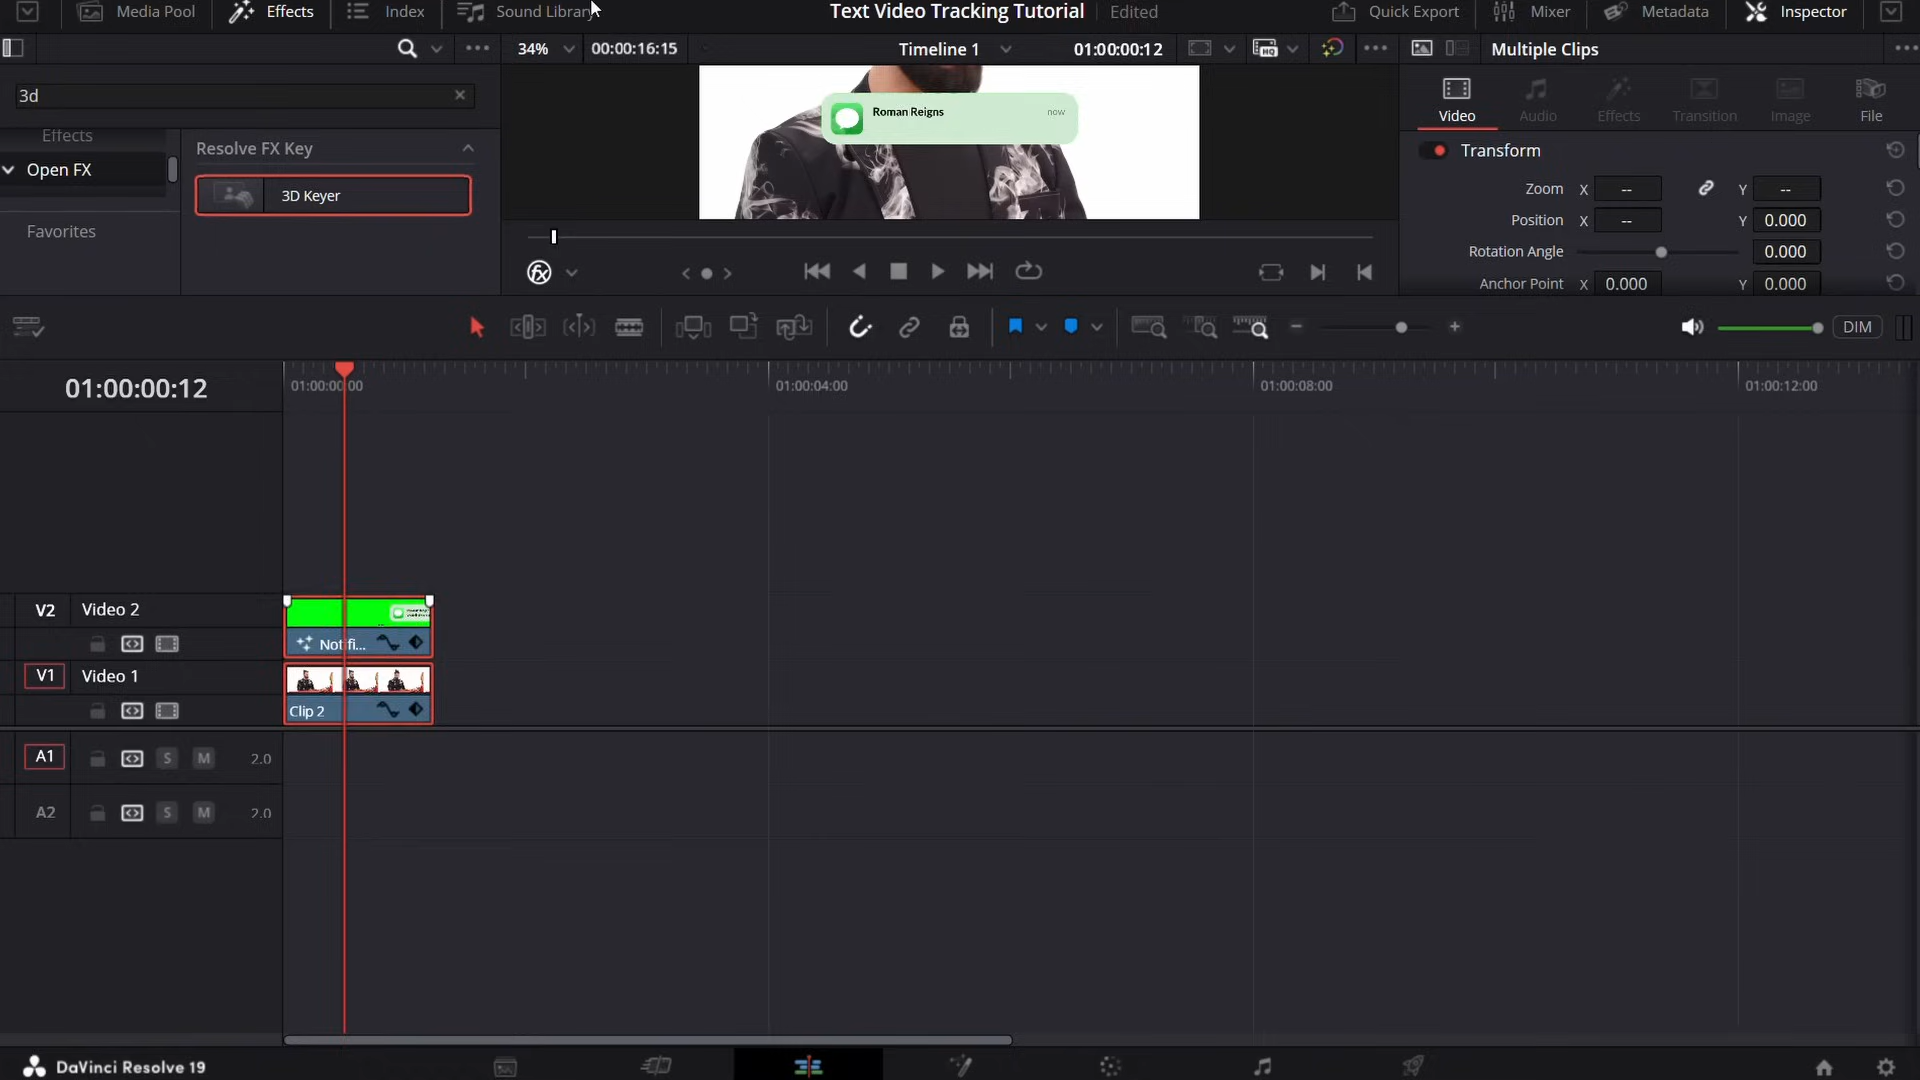 Media Pool
Effects
Index
Sound Library
Text Video Tracking Tutorial
Edited
Quick Export
Mixer
Metadata
Inspector
34%
00:00:16:15
Timeline 1
01:00:00:12
Multiple Clips
3d
Effects
Open FX
Favorites
Resolve FX Key
3D Keyer
Roman Reigns
now
Video
Audio
Effects
Transition
Image
File
Transform
Zoom X -- Y --
Position X -- Y 0.000
Rotation Angle 0.000
Anchor Point X 0.000 Y 0.000
DIM
01:00:00:12
01:00:00:00
01:00:04:00
01:00:08:00
01:00:12:00
V2 Video 2
Notifi...
V1 Video 1
Clip 2
A1 S M 2.0
A2 S M 2.0
DaVinci Resolve 19